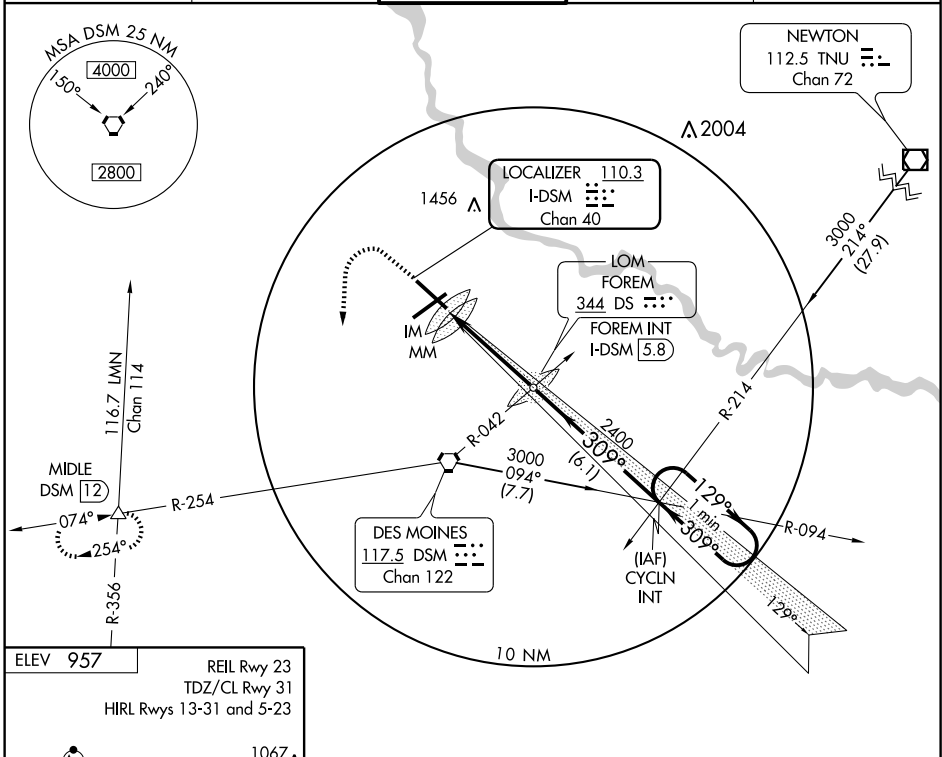 MSA DSM 25 NM
150°
4000
240°
2800
NEWTON
112.5 TNU
Chan 72
2004
LOCALIZER 110.3
I-DSM
Chan 40
1456
3000
214°
(27.9)
LOM
FOREM
344 DS
FOREM INT
I-DSM 5.8
IM
MM
116.7 LMN
Chan 114
R-214
R-042
2400
309°
(6.1)
3000
094°
(7.7)
MIDLE
DSM 12
R-254
074°
254°
129°
1 min
309°
R-094
DES MOINES
117.5 DSM
Chan 122
(IAF)
CYCLN
INT
R-356
129°
10 NM
ELEV 957
REIL Rwy 23
TDZ/CL Rwy 31
HIRL Rwys 13-31 and 5-23
1067